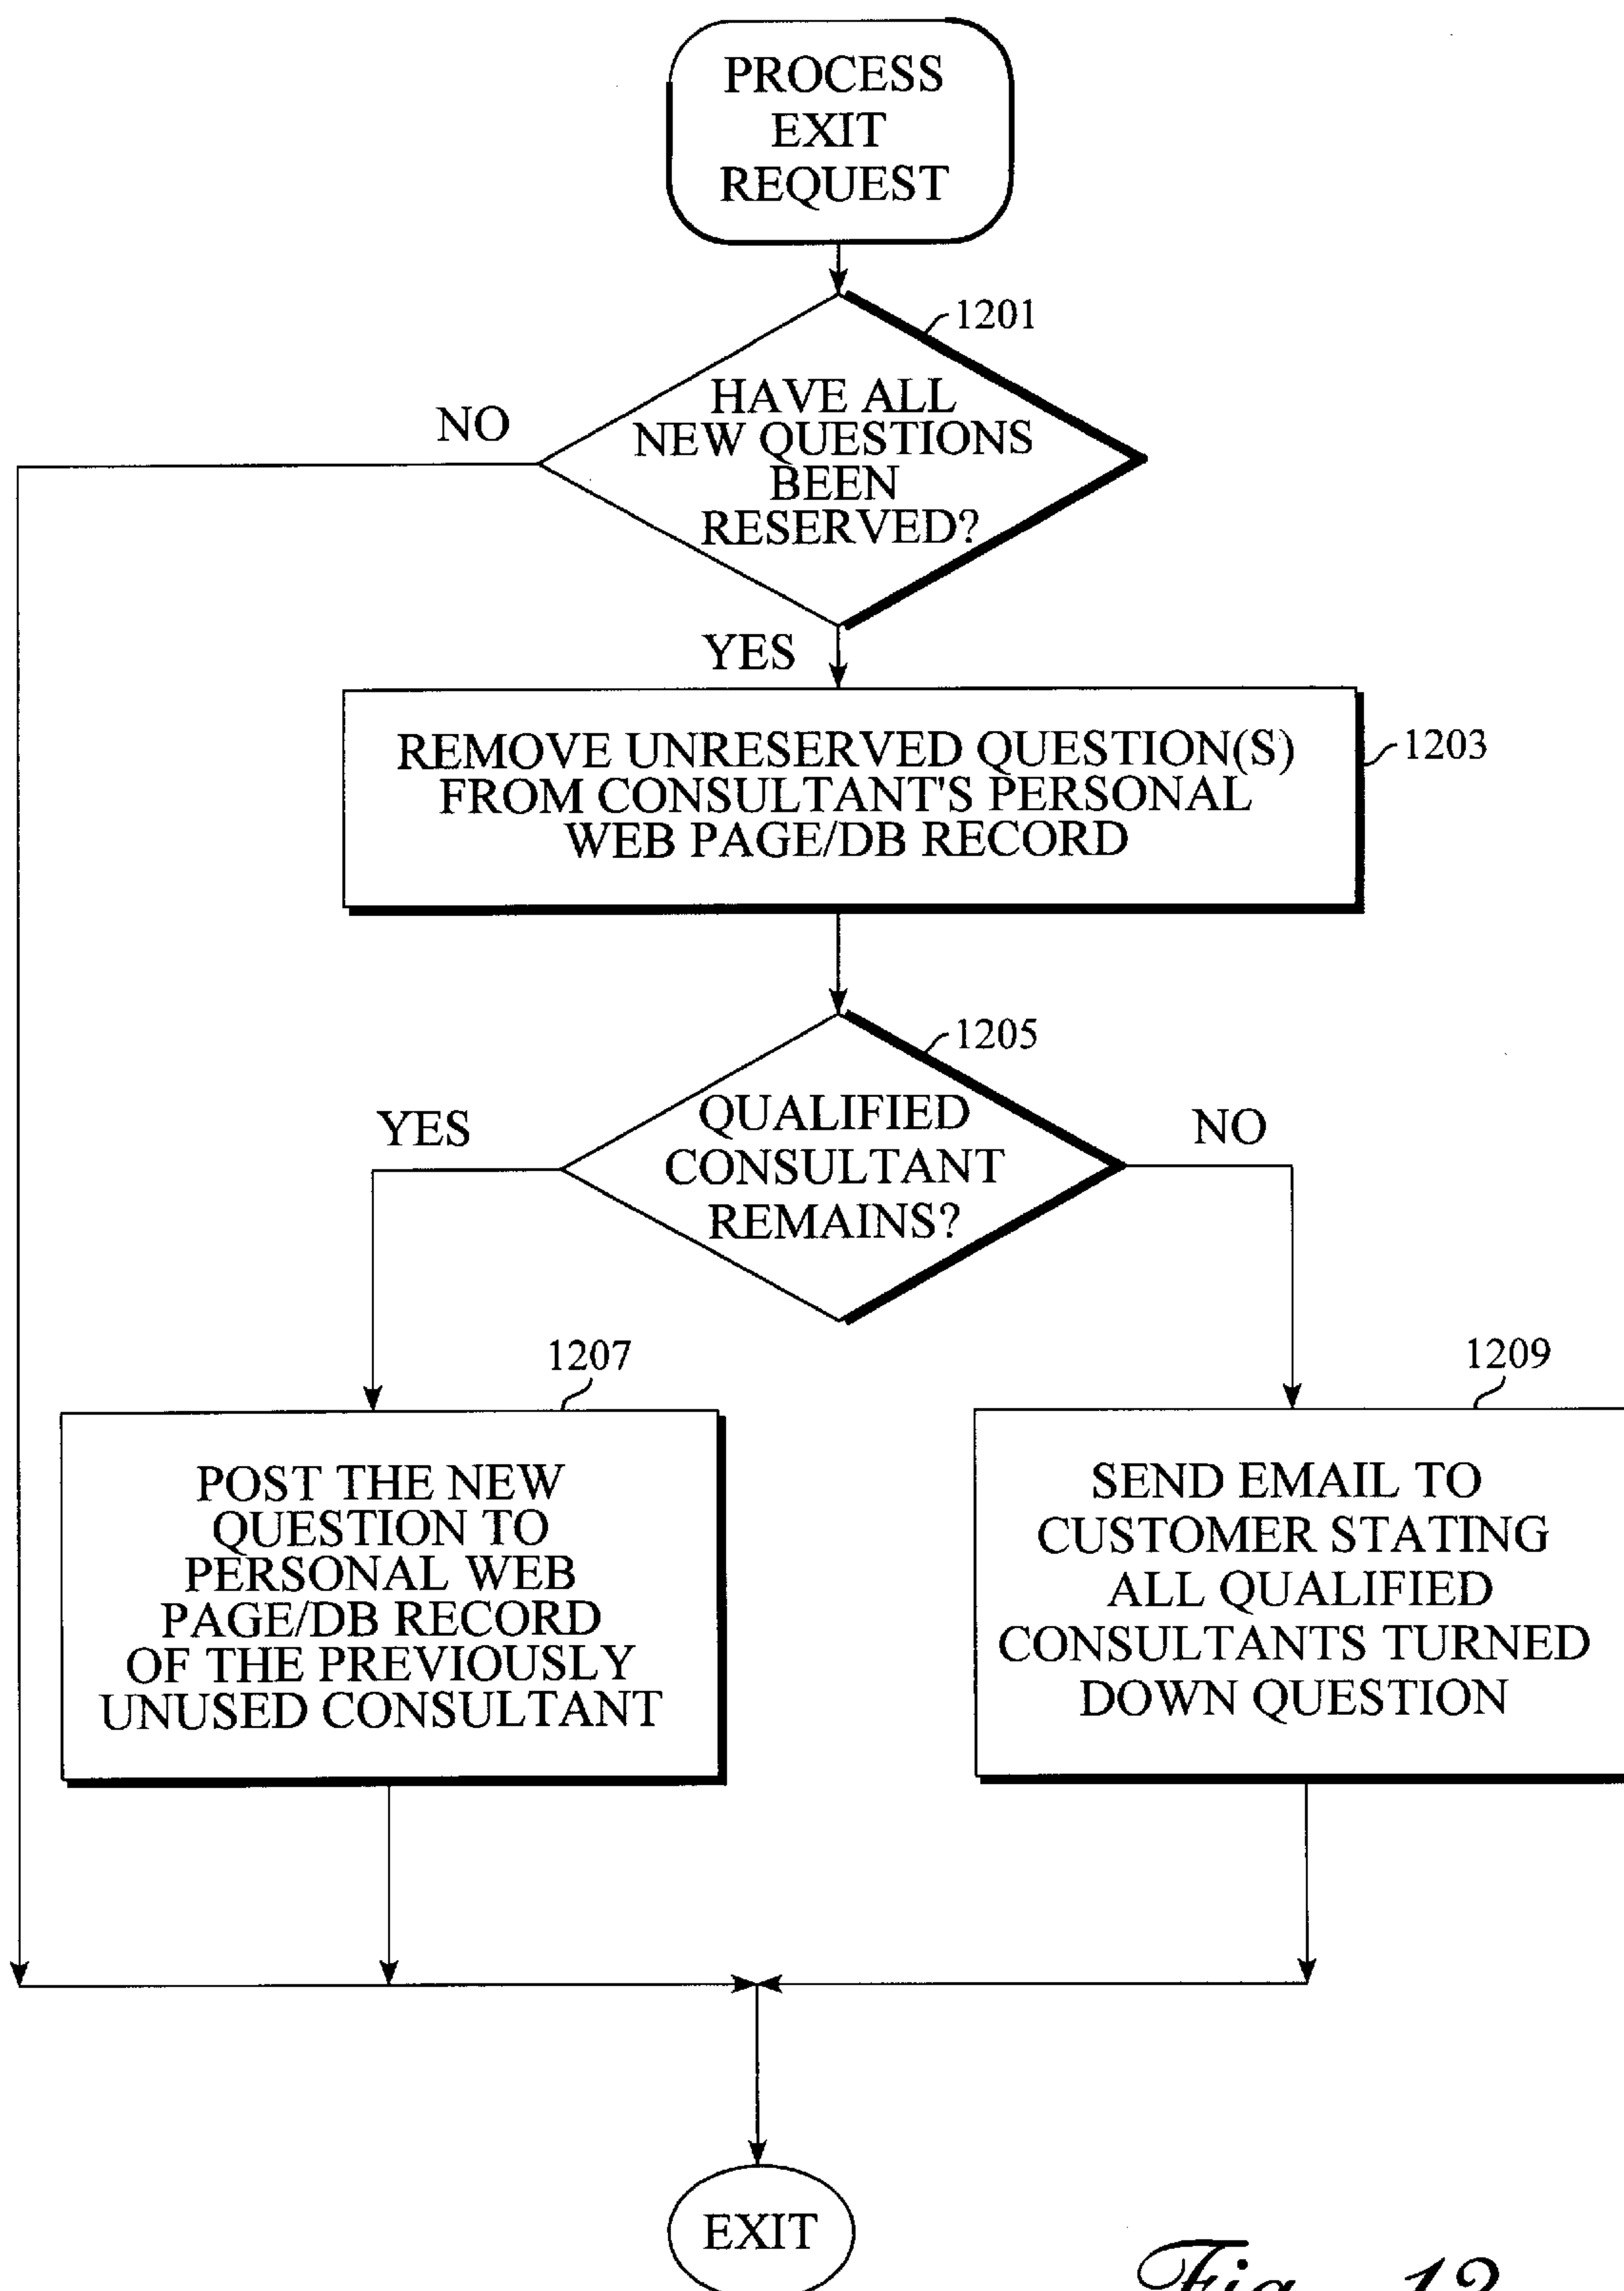 PROCESS
EXIT
REQUEST
1201
HAVE ALL
NEW QUESTIONS
BEEN
RESERVED?
NO
YES
REMOVE UNRESERVED QUESTION(S)
FROM CONSULTANT'S PERSONAL
WEB PAGE/DB RECORD
1203
1205
QUALIFIED
CONSULTANT
REMAINS?
YES
NO
1207
POST THE NEW
QUESTION TO
PERSONAL WEB
PAGE/DB RECORD
OF THE PREVIOUSLY
UNUSED CONSULTANT
1209
SEND EMAIL TO
CUSTOMER STATING
ALL QUALIFIED
CONSULTANTS TURNED
DOWN QUESTION
EXIT
Fig. 12